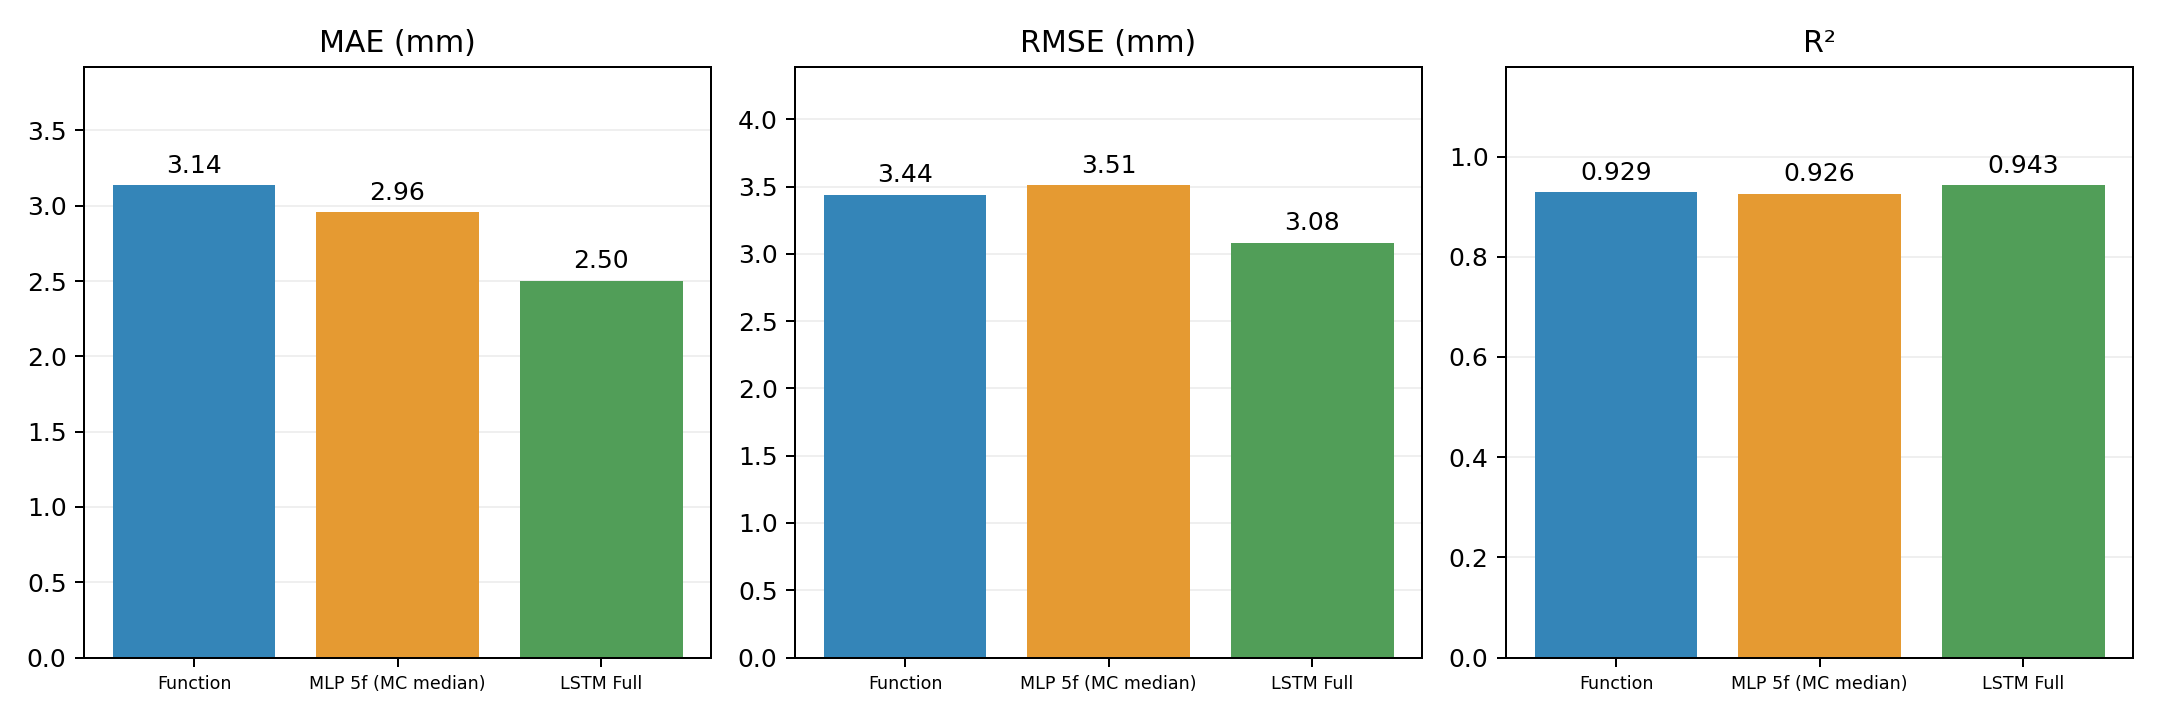 MAE (mm)
3.5
3.0
2.5
2.0
1.5
1.0
0.5
0.0
3.14
2.96
2.50
Function
MLP 5f (MC median)
LSTM Full
RMSE (mm)
4.0
3.5
3.0
2.5
2.0
1.5
1.0
0.5
0.0
3.44
3.51
3.08
Function
MLP 5f (MC median)
LSTM Full
R²
1.0
0.8
0.6
0.4
0.2
0.0
0.929
0.926
0.943
Function
MLP 5f (MC median)
LSTM Full